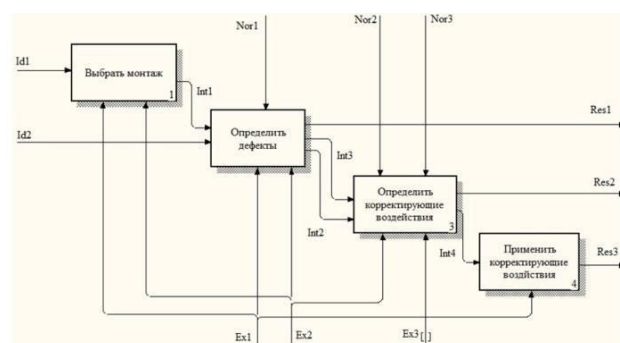 Nor1
Nor2
Nor3
Id1
Выбрать монтаж
1
Int1
Id2
Определить
дефекты
Res1
Int3
Int2
Определить
корректирующие
воздействия
3
Res2
Int4
Применить
корректирующие
воздйствия
4
Res3
Ex1
Ex2
Ex3